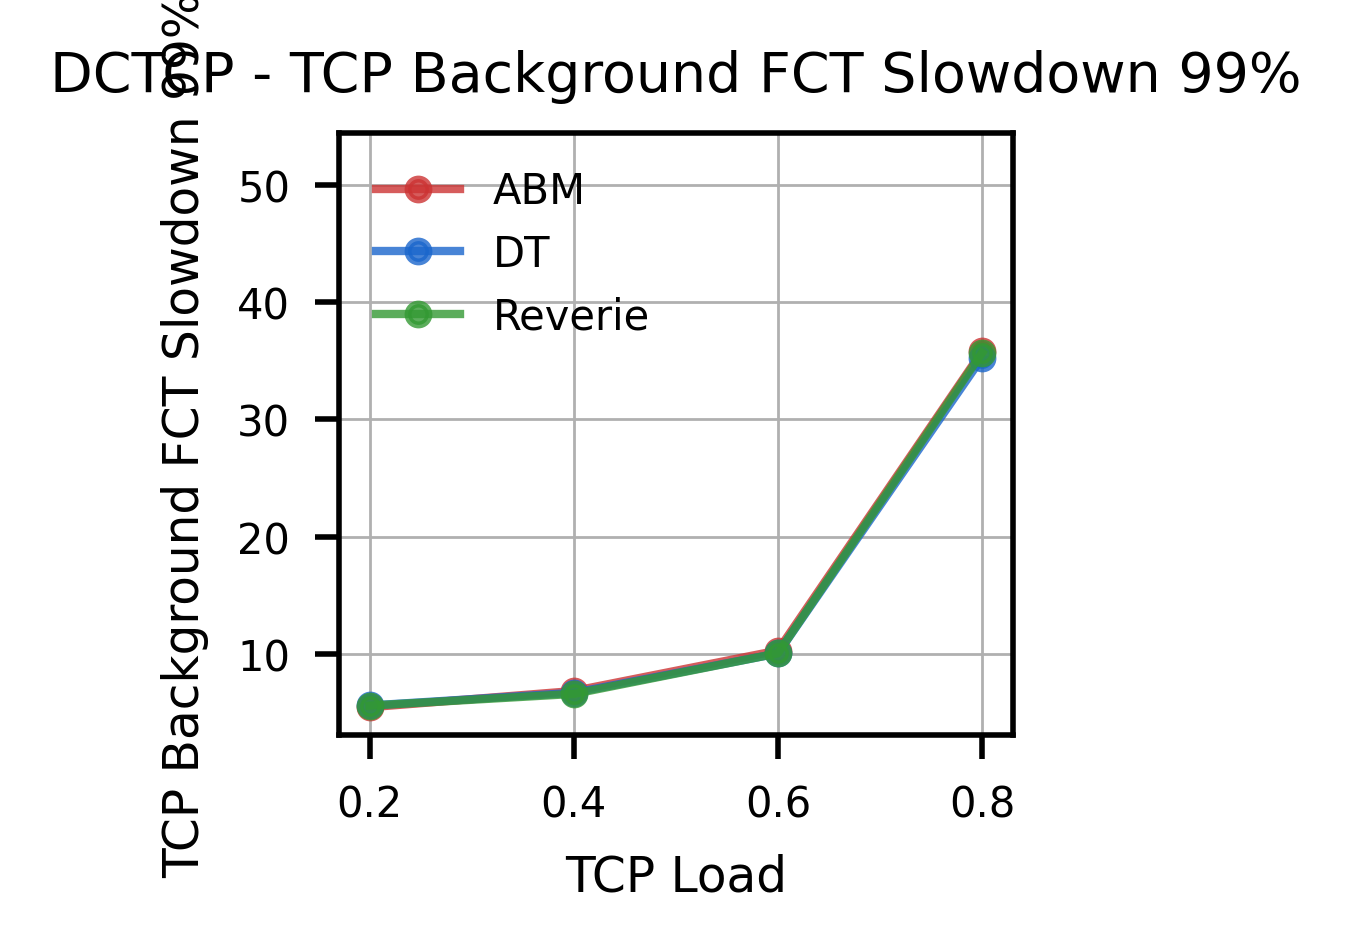 DCTCP - TCP Background FCT Slowdown 99%
TCP Background FCT Slowdown 99%
50
40
30
20
10
ABM
DT
Reverie
0.2 0.4 0.6 0.8
TCP Load